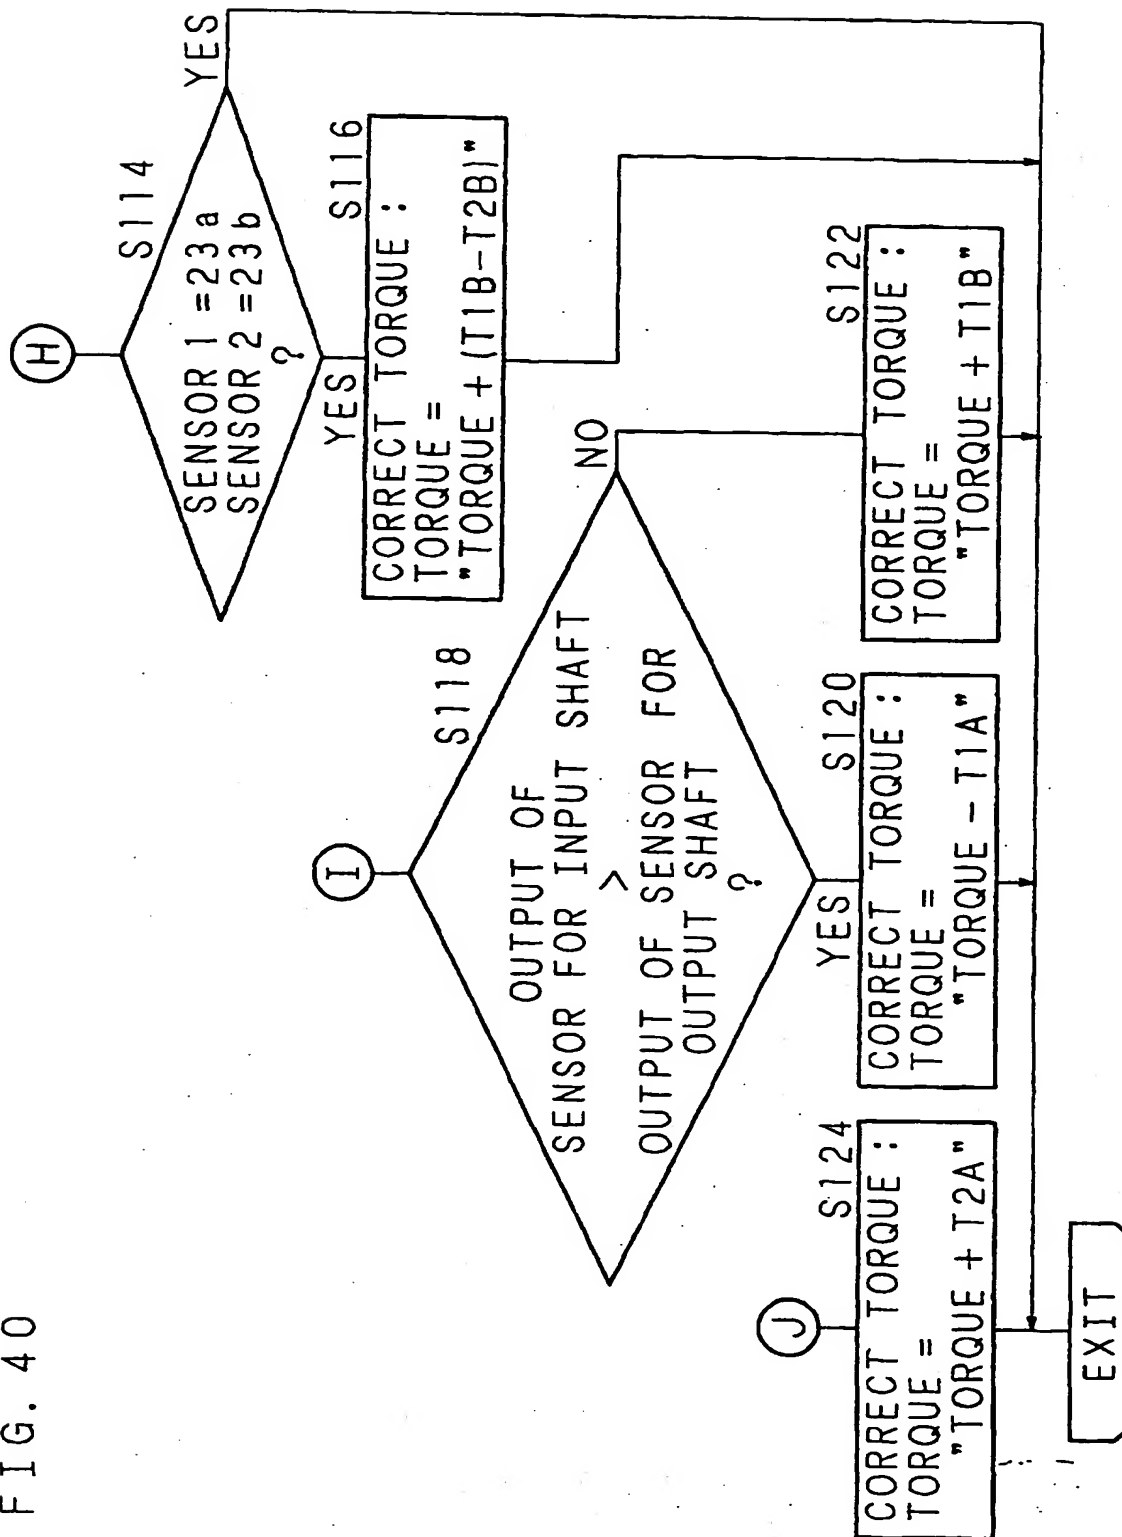 FIG. 40
J
S124
CORRECT TORQUE :
TORQUE =
"TORQUE + T2A"
EXIT
I
S118
OUTPUT OF
SENSOR FOR INPUT SHAFT
>
OUTPUT OF SENSOR FOR
OUTPUT SHAFT
?
YES
NO
S120
CORRECT TORQUE :
TORQUE =
"TORQUE - T1A"
S122
CORRECT TORQUE :
TORQUE =
"TORQUE + T1B"
H
S114
SENSOR 1 =23a
SENSOR 2 =23b
?
YES
YES
S116
CORRECT TORQUE :
TORQUE =
"TORQUE + (T1B-T2B)"